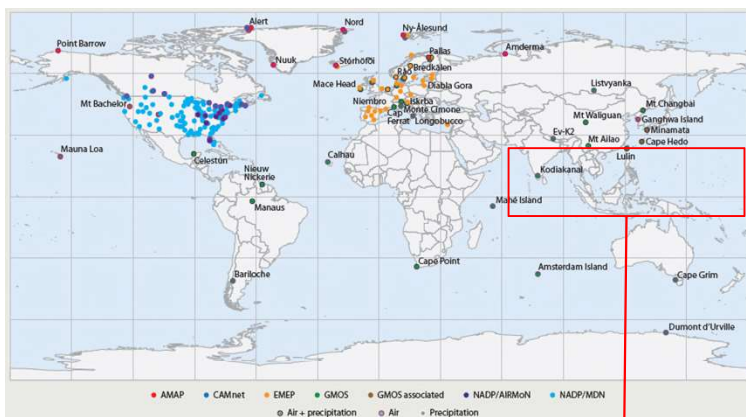 Alert
Nord
Ny-Ålesund
Point Barrow
Nuuk
Stórhöfði
Pallas
Amderma
Bredkälen
Råö
Mace Head
Diabla Gora
Listvyanka
Mt Bachelor
Niembro
Iskrba
Monte Cimone
Cap Ferrat
Longobucco
Mt Changbai
Mt Waliguan
Ganghwa Island
Minamata
Ev-K2
Mt Ailao
Cape Hedo
Mauna Loa
Celestún
Calhau
Lulin
Nieuw Nickerie
Kodiakanal
Manaus
Mahé Island
Bariloche
Cape Point
Amsterdam Island
Cape Grim
Dumont d'Urville
AMAP CAMnet EMEP GMOS GMOS associated NADP/AIRMoN NADP/MDN
Air + precipitation Air Precipitation